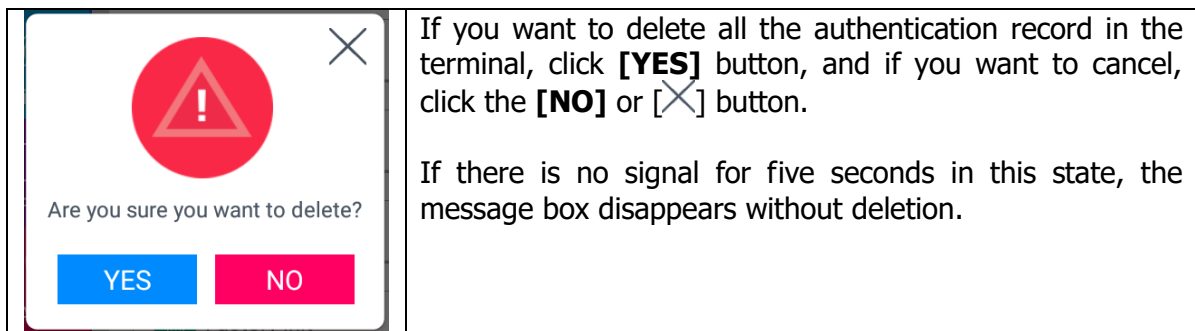 Are you sure you want to delete?
YES
NO
If you want to delete all the authentication record in the
terminal, click [YES] button, and if you want to cancel,
click the [NO] or [╳] button.
If there is no signal for five seconds in this state, the
message box disappears without deletion.